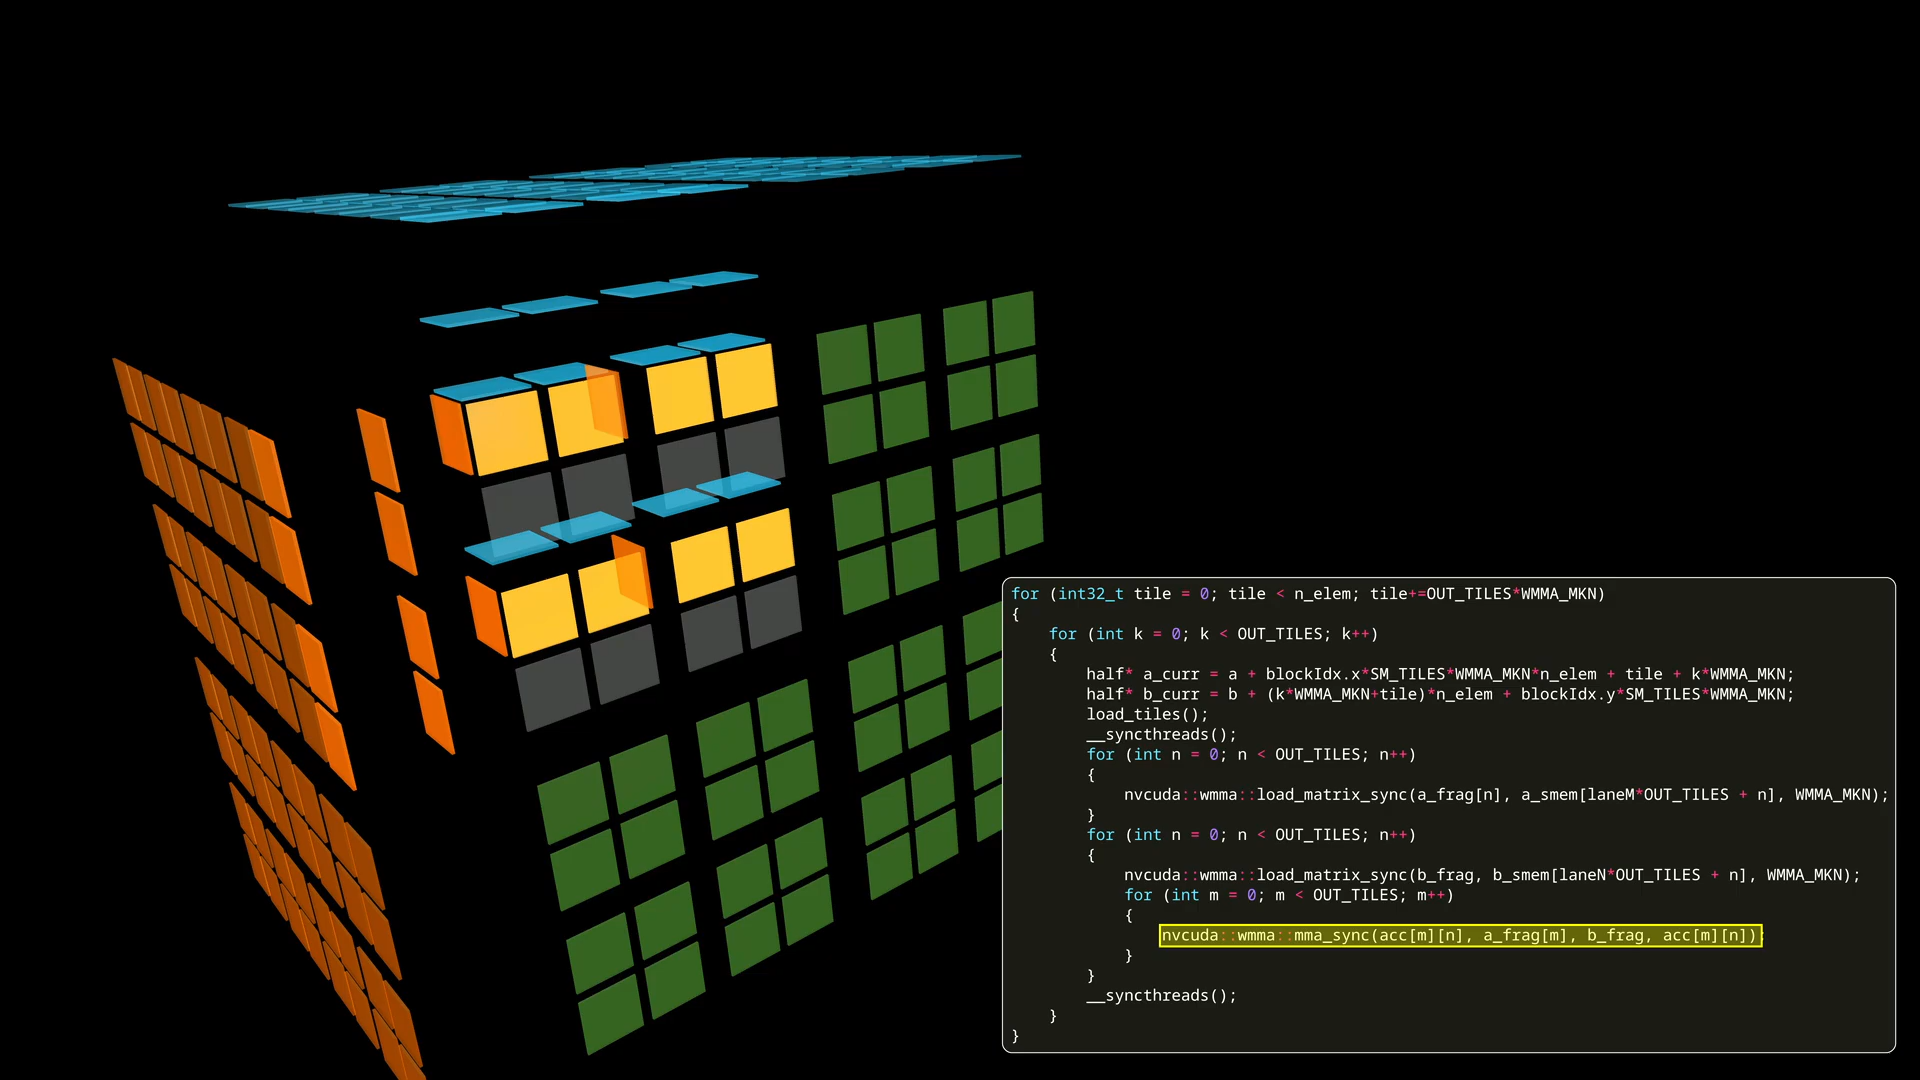 for (int32_t tile = 0; tile < n_elem; tile+=OUT_TILES*WMMA_MKN)
{
    for (int k = 0; k < OUT_TILES; k++)
    {
        half* a_curr = a + blockIdx.x*SM_TILES*WMMA_MKN*n_elem + tile + k*WMMA_MKN;
        half* b_curr = b + (k*WMMA_MKN+tile)*n_elem + blockIdx.y*SM_TILES*WMMA_MKN;
        load_tiles();
        __syncthreads();
        for (int n = 0; n < OUT_TILES; n++)
        {
            nvcuda::wmma::load_matrix_sync(a_frag[n], a_smem[laneM*OUT_TILES + n], WMMA_MKN);
        }
        for (int n = 0; n < OUT_TILES; n++)
        {
            nvcuda::wmma::load_matrix_sync(b_frag, b_smem[laneN*OUT_TILES + n], WMMA_MKN);
            for (int m = 0; m < OUT_TILES; m++)
            {
                nvcuda::wmma::mma_sync(acc[m][n], a_frag[m], b_frag, acc[m][n]);
            }
        }
        __syncthreads();
    }
}